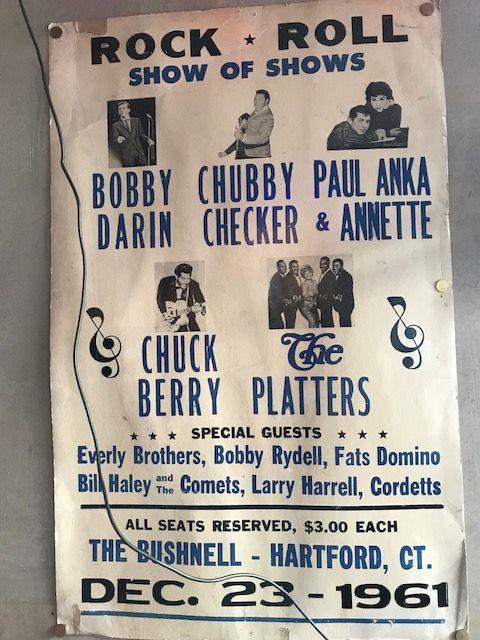 ROCK ★ ROLL
SHOW OF SHOWS
BOBBY DARIN
CHUBBY CHECKER
PAUL ANKA & ANNETTE
CHUCK BERRY
The PLATTERS
★ ★ ★ SPECIAL GUESTS ★ ★ ★
Everly Brothers, Bobby Rydell, Fats Domino
Bill Haley and The Comets, Larry Harrell, Cordetts
ALL SEATS RESERVED, $3.00 EACH
THE BUSHNELL - HARTFORD, CT.
DEC. 23 - 1961